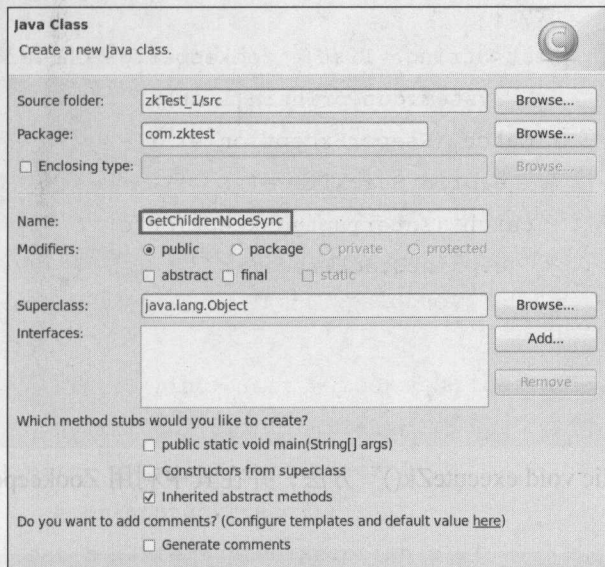 Java Class
Create a new Java class.
Source folder: zkTest_1/src Browse...
Package: com.zktest Browse...
Enclosing type: Browse...
Name: GetChildrenNodeSync
Modifiers: public package private protected
abstract final static
Superclass: java.lang.Object Browse...
Interfaces: Add...
Remove
Which method stubs would you like to create?
public static void main(String[] args)
Constructors from superclass
Inherited abstract methods
Do you want to add comments? (Configure templates and default value here)
Generate comments